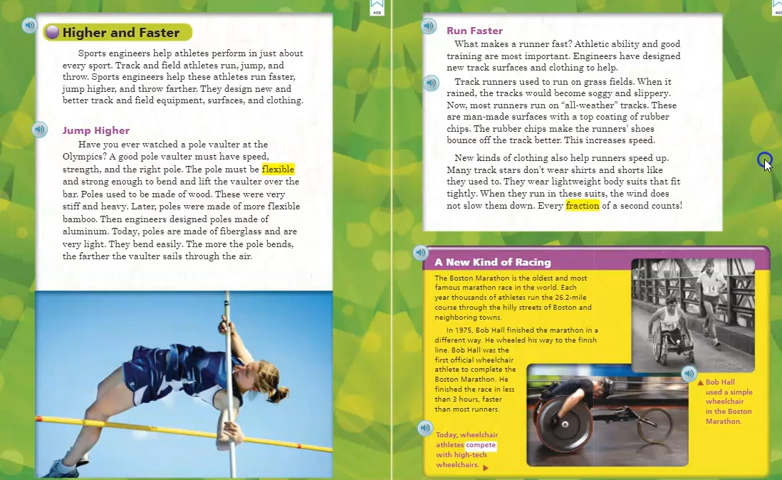 Higher and Faster
Sports engineers help athletes perform in just about
every sport. Track and field athletes run, jump, and
throw. Sports engineers help these athletes run faster,
jump higher, and throw farther. They design new and
better track and field equipment, surfaces, and clothing.
Jump Higher
Have you ever watched a pole vaulter at the
Olympics? A good pole vaulter must have speed,
strength, and the right pole. The pole must be flexible
and strong enough to bend and lift the vaulter over the
bar. Poles used to be made of wood. These were very
stiff and heavy. Later, poles were made of more flexible
bamboo. Then engineers designed poles made of
aluminum. Today, poles are made of fiberglass and are
very light. They bend easily. The more the pole bends,
the farther the vaulter sails through the air.
Run Faster
What makes a runner fast? Athletic ability and good
training are most important. Engineers have designed
new track surfaces and clothing to help.
Track runners used to run on grass fields. When it
rained, the tracks would become soggy and slippery.
Now, most runners run on "all-weather" tracks. These
are man-made surfaces with a top coating of rubber
chips. The rubber chips make the runners' shoes
bounce off the track better. This increases speed.
New kinds of clothing also help runners speed up.
Many track stars don't wear shirts and shorts like
they used to. They wear lightweight body suits that fit
tightly. When they run in these suits, the wind does
not slow them down. Every fraction of a second counts!
A New Kind of Racing
The Boston Marathon is the oldest and most
famous marathon race in the world. Each
year thousands of athletes run the 26.2-mile
course through the hilly streets of Boston and
neighboring towns.
In 1975, Bob Hall finished the marathon in a
different way. He wheeled his way to the finish
line. Bob Hall was the
first official wheelchair
athlete to complete the
Boston Marathon. He
finished the race in less
than 3 hours, faster
than most runners.
Today, wheelchair
athletes compete
with high-tech
wheelchairs.
Bob Hall
used a simple
wheelchair
in the Boston
Marathon.